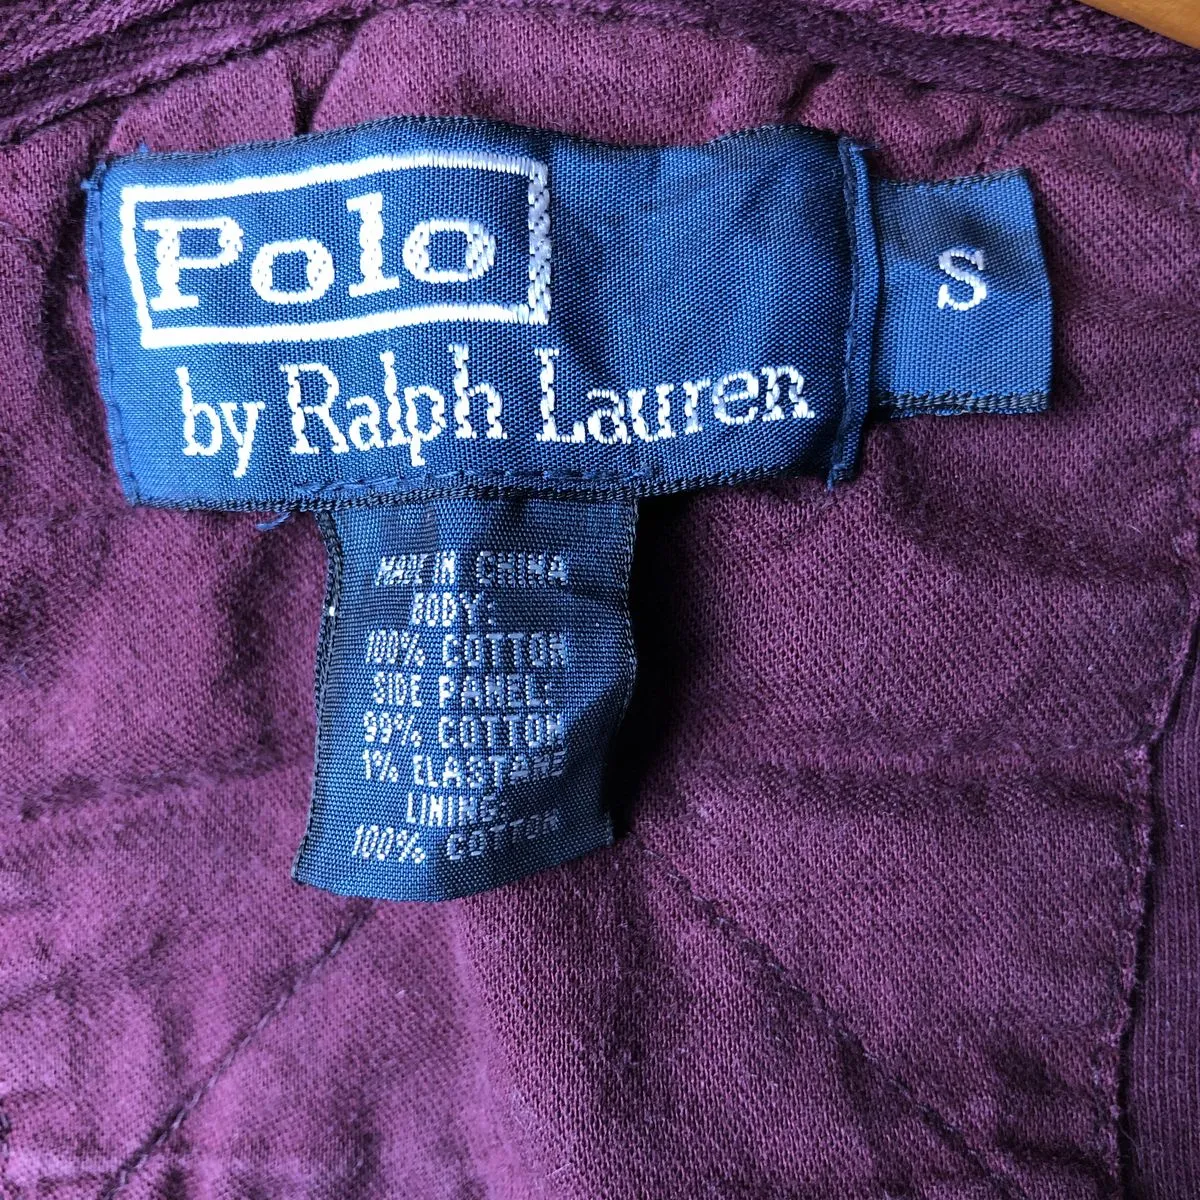 Polo
by Ralph Lauren
S
MADE IN CHINA
BODY:
100% COTTON
SIDE PANEL:
99% COTTON
1% ELASTANE
LINING:
100% COTTON